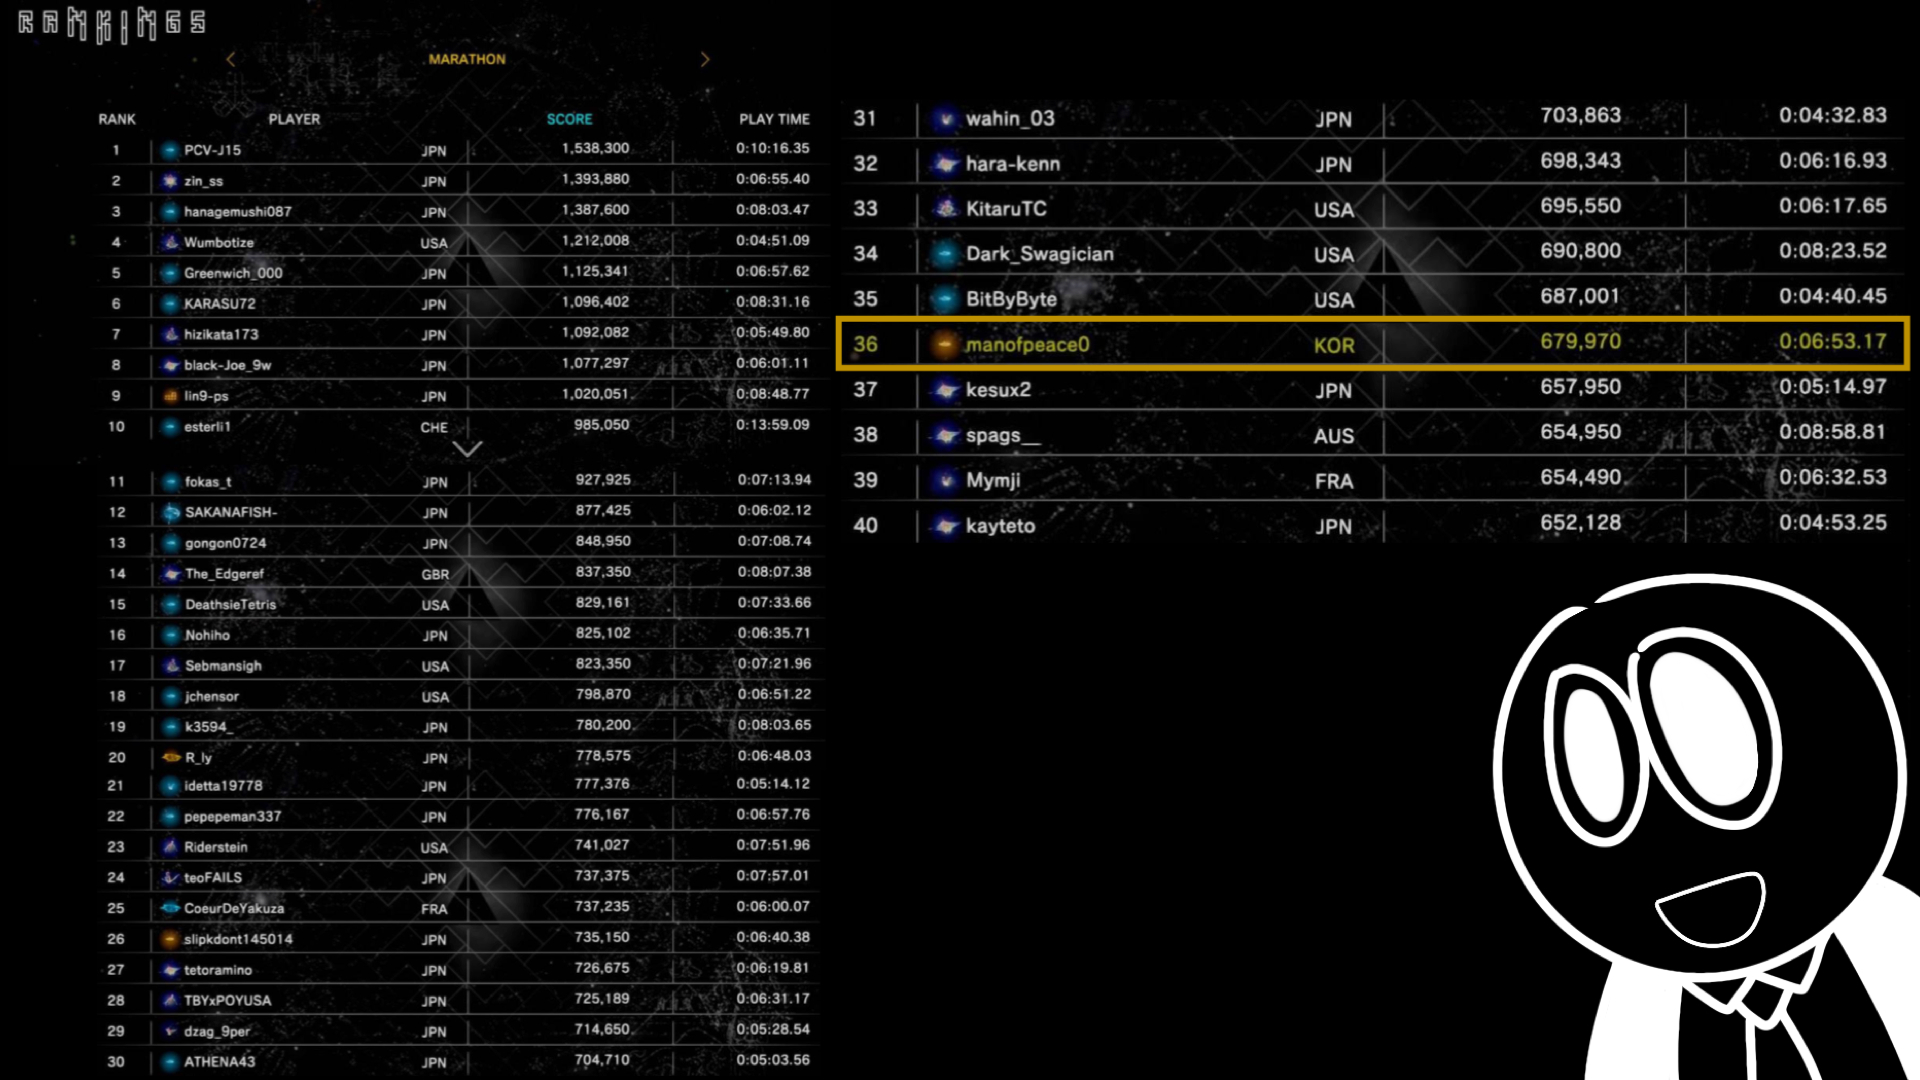 RANKINGS
MARATHON
RANK PLAYER SCORE PLAY TIME
1 PCV-J15 JPN 1,538,300 0:10:16.35
2 zin_ss JPN 1,393,880 0:06:55.40
3 hanagemushi087 JPN 1,387,600 0:08:03.47
4 Wumbotize USA 1,212,008 0:04:51.09
5 Greenwich_000 JPN 1,125,341 0:06:57.62
6 KARASU72 JPN 1,096,402 0:08:31.16
7 hizikata173 JPN 1,092,082 0:05:49.80
8 black-Joe_9w JPN 1,077,297 0:06:01.11
9 lin9-ps JPN 1,020,051 0:08:48.77
10 esterli1 CHE 985,050 0:13:59.09
11 fokas_t JPN 927,925 0:07:13.94
12 SAKANAFISH- JPN 877,425 0:06:02.12
13 gongon0724 JPN 848,950 0:07:08.74
14 The_Edgeref GBR 837,350 0:08:07.38
15 DeathsieTetris USA 829,161 0:07:33.66
16 Nohiho JPN 825,102 0:06:35.71
17 Sebmansigh USA 823,350 0:07:21.96
18 jchensor USA 798,870 0:06:51.22
19 k3594_ JPN 780,200 0:08:03.65
20 R_ly JPN 778,575 0:06:48.03
21 idetta19778 JPN 777,376 0:05:14.12
22 pepepeman337 JPN 776,167 0:06:57.76
23 Riderstein USA 741,027 0:07:51.96
24 teoFAILS JPN 737,375 0:07:57.01
25 CoeurDeYakuza FRA 737,235 0:06:00.07
26 slipkdont145014 JPN 735,150 0:06:40.38
27 tetoramino JPN 726,675 0:06:19.81
28 TBYxPOYUSA JPN 725,189 0:06:31.17
29 dzag_9per JPN 714,650 0:05:28.54
30 ATHENA43 JPN 704,710 0:05:03.56
31 wahin_03 JPN 703,863 0:04:32.83
32 hara-kenn JPN 698,343 0:06:16.93
33 KitaruTC USA 695,550 0:06:17.65
34 Dark_Swagician USA 690,800 0:08:23.52
35 BitByByte USA 687,001 0:04:40.45
36 manofpeace0 KOR 679,970 0:06:53.17
37 kesux2 JPN 657,950 0:05:14.97
38 spags__ AUS 654,950 0:08:58.81
39 Mymji FRA 654,490 0:06:32.53
40 kayteto JPN 652,128 0:04:53.25